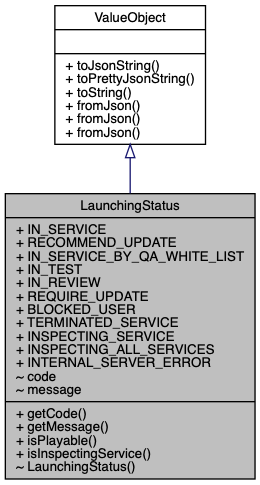 ValueObject
+ toJsonString()
+ toPrettyJsonString()
+ toString()
+ fromJson()
+ fromJson()
+ fromJson()
LaunchingStatus
+ IN_SERVICE
+ RECOMMEND_UPDATE
+ IN_SERVICE_BY_QA_WHITE_LIST
+ IN_TEST
+ IN_REVIEW
+ REQUIRE_UPDATE
+ BLOCKED_USER
+ TERMINATED_SERVICE
+ INSPECTING_SERVICE
+ INSPECTING_ALL_SERVICES
+ INTERNAL_SERVER_ERROR
~ code
~ message
+ getCode()
+ getMessage()
+ isPlayable()
+ isInspectingService()
~ LaunchingStatus()